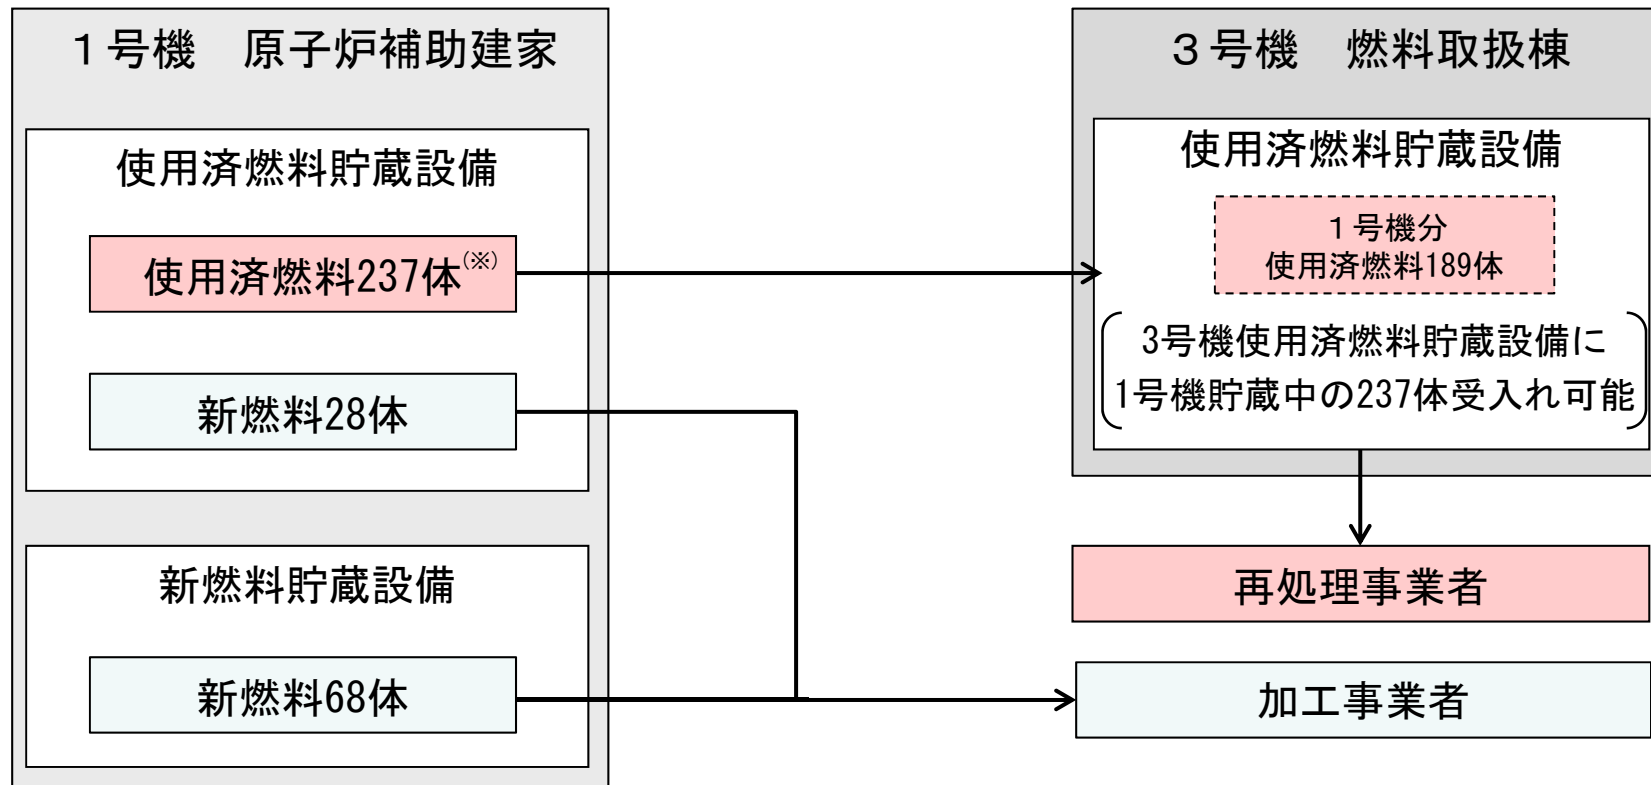 １号機　原子炉補助建家
使用済燃料貯蔵設備
使用済燃料237体(※)
新燃料28体
新燃料貯蔵設備
新燃料68体
３号機　燃料取扱棟
使用済燃料貯蔵設備
１号機分
使用済燃料189体
3号機使用済燃料貯蔵設備に
1号機貯蔵中の237体受入れ可能
再処理事業者
加工事業者